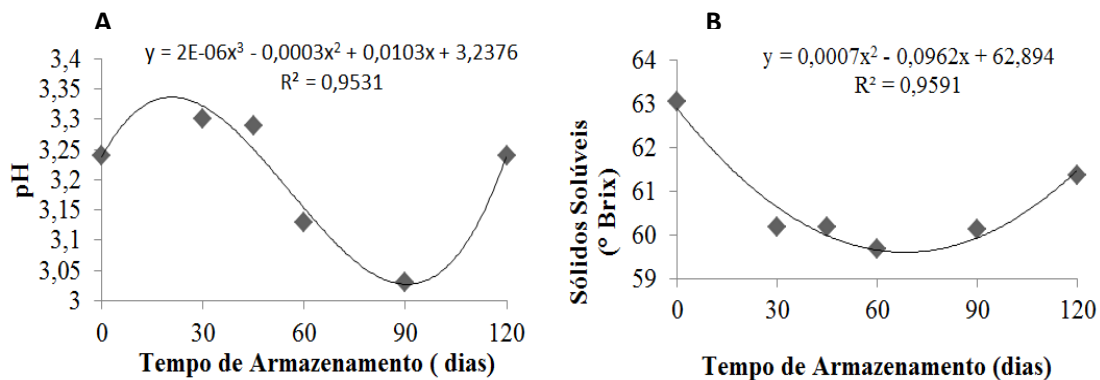 A
y = 2E-06x³ - 0,0003x² + 0,0103x + 3,2376
R² = 0,9531
3,4
3,35
3,3
3,25
3,2
3,15
3,1
3,05
3
pH
0
30
60
90
120
Tempo de Armazenamento ( dias)
B
y = 0,0007x² - 0,0962x + 62,894
R² = 0,9591
64
63
62
61
60
59
Sólidos Solúveis
(º Brix)
0
30
60
90
120
Tempo de Armazenamento (dias)